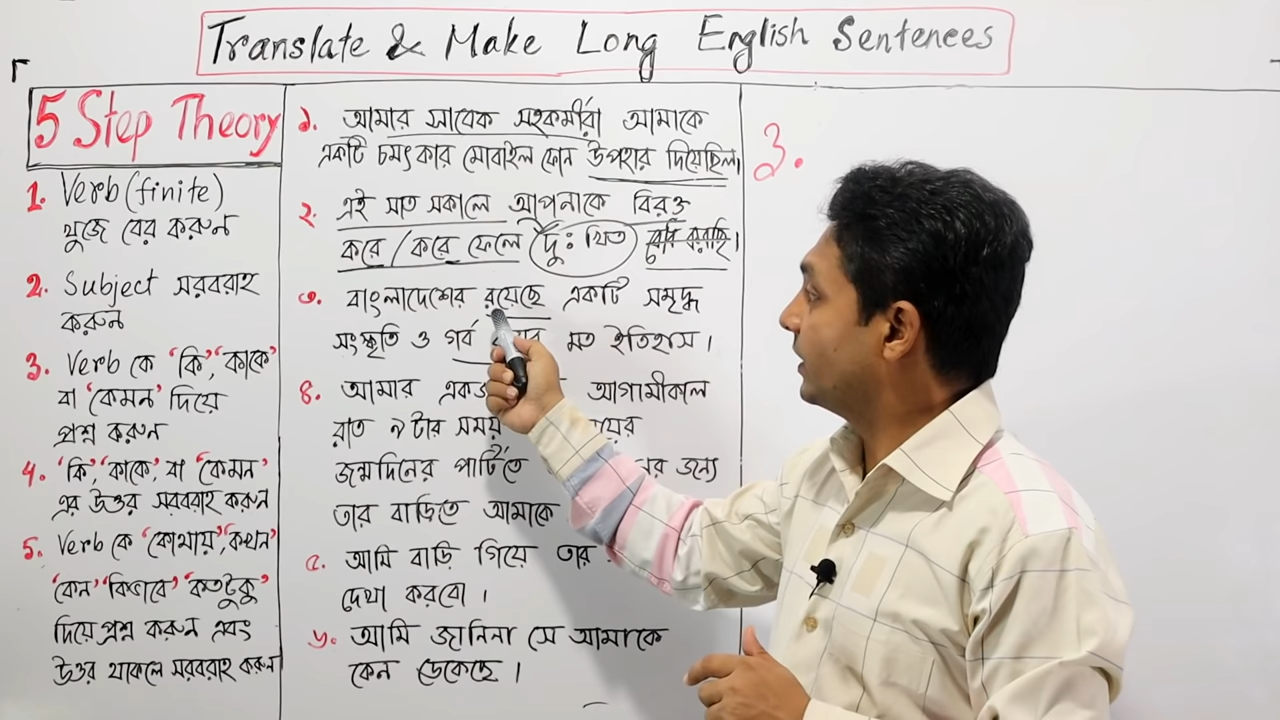 Translate & Make Long English Sentences
5 Step Theory
1. Verb (finite)
খুজে বের করুন
2. Subject সরবরাহ
করুন
3. Verb কে 'কি', 'কাকে'
বা 'কেমন' দিয়ে
প্রশ্ন করুন
4. 'কি', 'কাকে', বা 'কেমন'
এর উত্তর সরবরাহ করুন
5. Verb কে 'কোথায়', 'কখন'
'কেন' 'কিভাবে' 'কতটুকু'
দিয়ে প্রশ্ন করুন এবং
উত্তর থাকলে সরবরাহ করুন
১. আমার সাবেক সহকর্মীরা আমাকে
একটি চমৎকার মোবাইল ফোন উপহার দিয়েছিল।
২. এই সাত সকালে আপনাকে বিরক্ত
করে / করে ফেলে দুঃখিত
৩. বাংলাদেশের রয়েছে একটি সমৃদ্ধ
সংস্কৃতি ও গর্ব মত ইতিহাস।
৪. আমার আগামীকাল
রাত ৯টার সময়
জন্মদিনের পার্টিতে জন্যে
তার বাড়িতে আমাকে
৫. আমি বাড়ি গিয়ে তার
দেখা করবো।
৬. আমি জানিনা সে আমাকে
কেন ডেকেছে।
3.